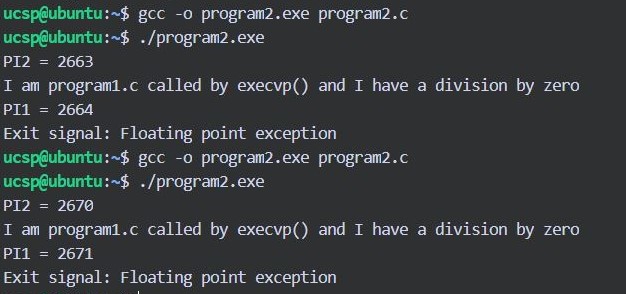 ucsp@ubuntu:~$ gcc -o program2.exe program2.c
ucsp@ubuntu:~$ ./program2.exe
PI2 = 2663
I am program1.c called by execvp() and I have a division by zero
PI1 = 2664
Exit signal: Floating point exception
ucsp@ubuntu:~$ gcc -o program2.exe program2.c
ucsp@ubuntu:~$ ./program2.exe
PI2 = 2670
I am program1.c called by execvp() and I have a division by zero
PI1 = 2671
Exit signal: Floating point exception